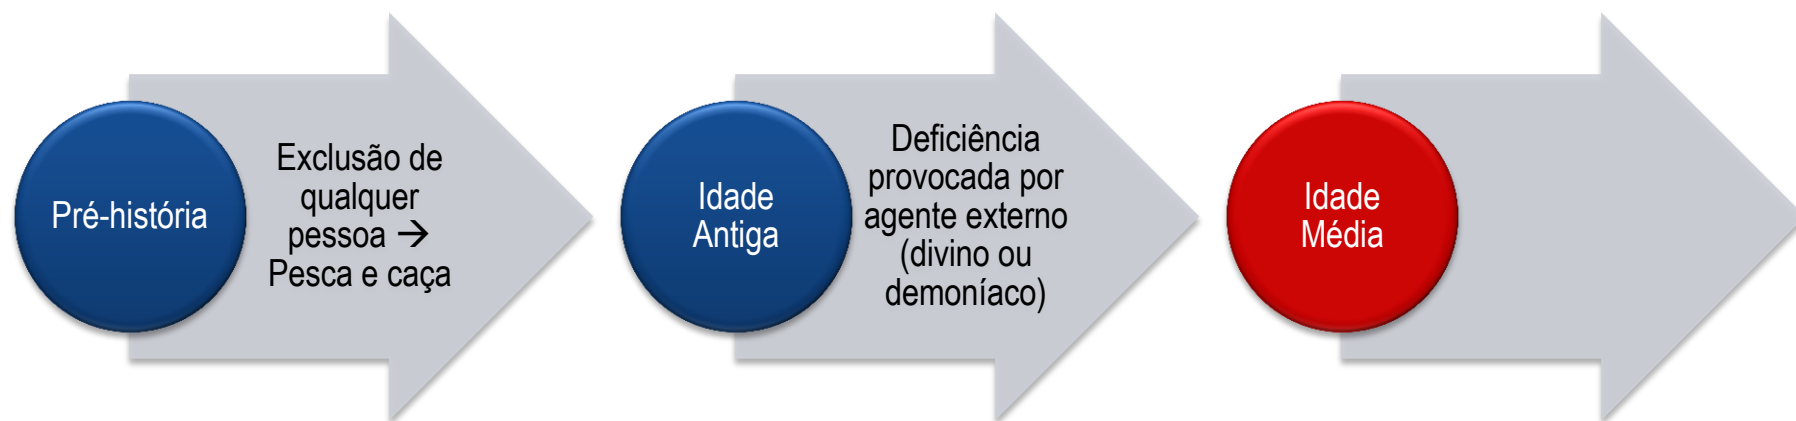 Pré-história
Exclusão de
qualquer
pessoa →
Pesca e caça
Idade
Antiga
Deficiência
provocada por
agente externo
(divino ou
demoníaco)
Idade
Média